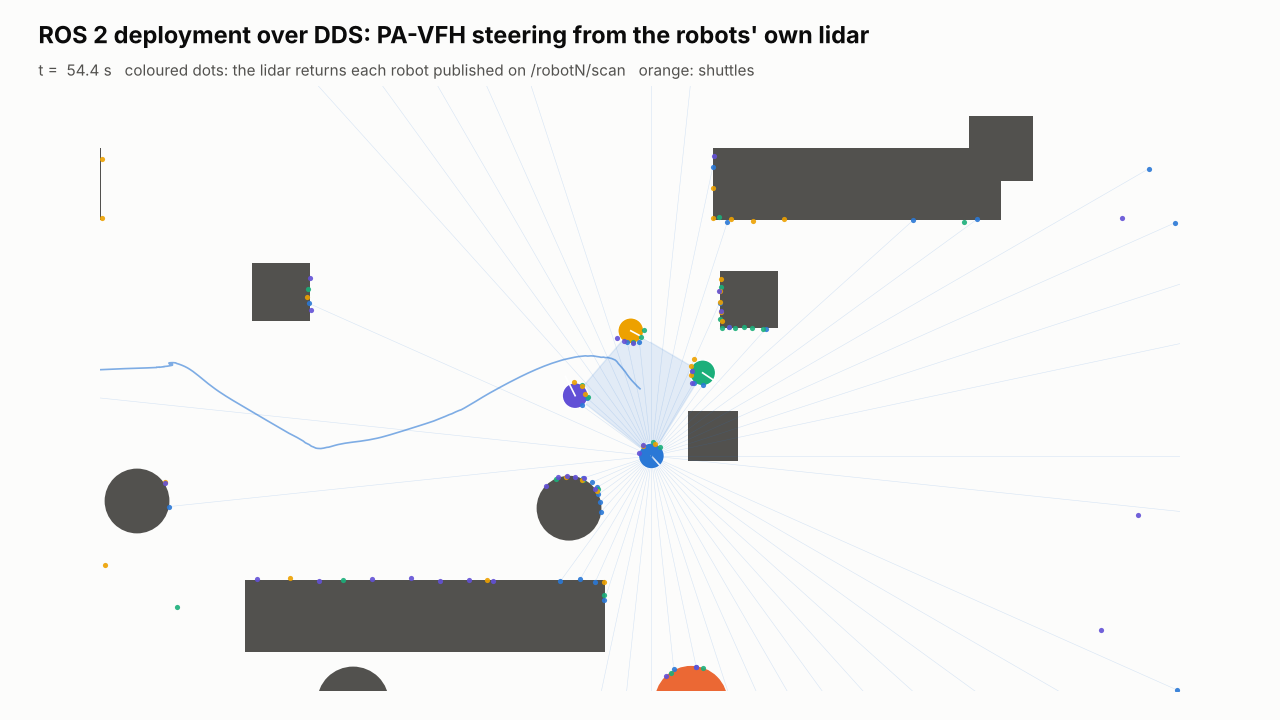 ROS 2 deployment over DDS: PA-VFH steering from the robots' own lidar
t =  54.4 s   coloured dots: the lidar returns each robot published on /robotN/scan   orange: shuttles